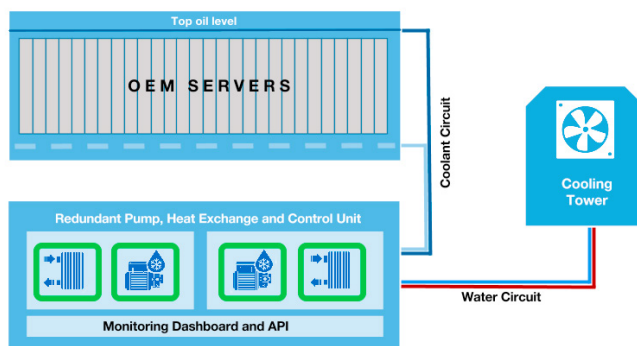 Top oil level
OEM SERVERS
Coolant Circuit
Cooling
Tower
Redundant Pump, Heat Exchange and Control Unit
Water Circuit
Monitoring Dashboard and API